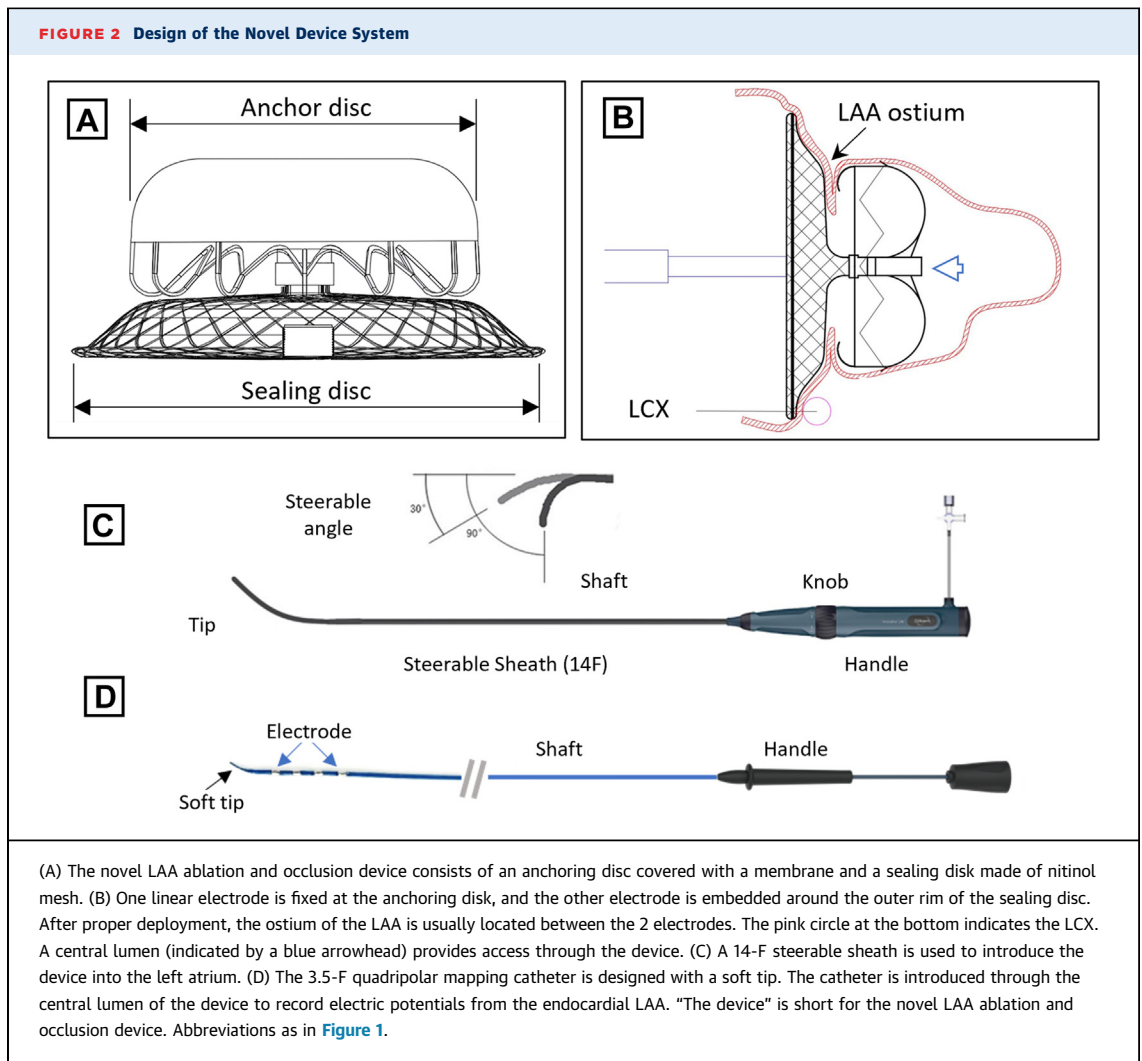 FIGURE 2 Design of the Novel Device System
A
Anchor disc
Sealing disc
B
LAA ostium
LCX
C
Steerable
angle
30°
90°
Shaft
Knob
Tip
Steerable Sheath (14F)
Handle
D
Electrode
Shaft
Handle
Soft tip
(A) The novel LAA ablation and occlusion device consists of an anchoring disc covered with a membrane and a sealing disk made of nitinol
mesh. (B) One linear electrode is fixed at the anchoring disk, and the other electrode is embedded around the outer rim of the sealing disc.
After proper deployment, the ostium of the LAA is usually located between the 2 electrodes. The pink circle at the bottom indicates the LCX.
A central lumen (indicated by a blue arrowhead) provides access through the device. (C) A 14-F steerable sheath is used to introduce the
device into the left atrium. (D) The 3.5-F quadripolar mapping catheter is designed with a soft tip. The catheter is introduced through the
central lumen of the device to record electric potentials from the endocardial LAA. “The device” is short for the novel LAA ablation and
occlusion device. Abbreviations as in Figure 1.